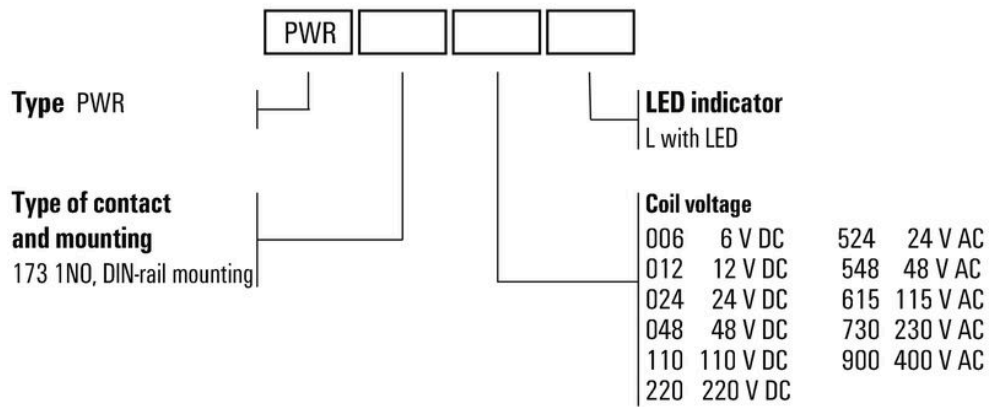 PWR
Type PWR
LED indicator
L with LED
Type of contact
and mounting
173 1NO, DIN-rail mounting
Coil voltage
006 6 V DC 524 24 V AC
012 12 V DC 548 48 V AC
024 24 V DC 615 115 V AC
048 48 V DC 730 230 V AC
110 110 V DC 900 400 V AC
220 220 V DC